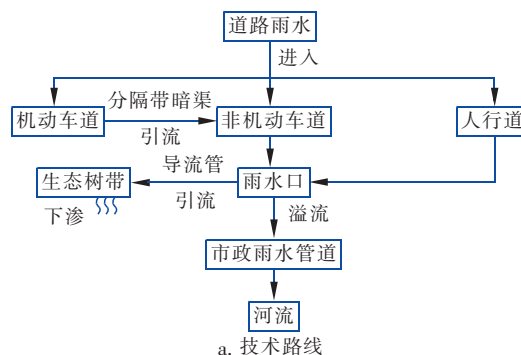 道路雨水
进入
分隔带暗渠
机动车道
引流
非机动车道
人行道
导流管
生态树带
引流
雨水口
下渗
溢流
市政雨水管道
河流
a. 技术路线